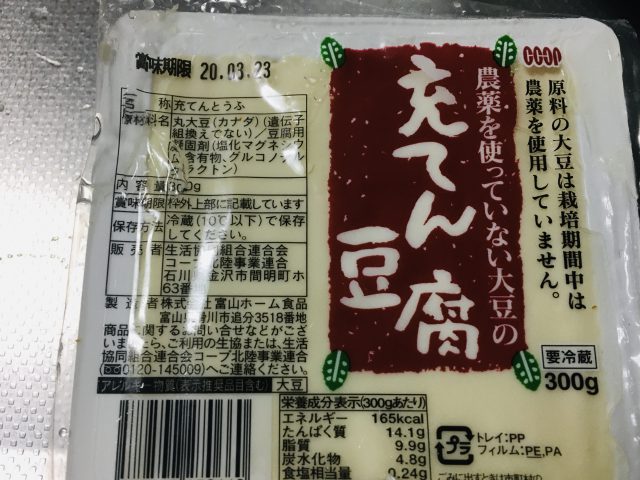 賞味期限 20.03.23
COOP
原料の大豆は栽培期間中は
農薬を使用していません。
農薬を使っていない大豆の
充てん豆腐
要冷蔵
300g
称 充てんとうふ
原材料名 丸大豆(カナダ)(遺伝子
組換えでない)/豆腐用
凝固剤(塩化マグネシウ
ム含有物、グルコノデル
ラクトン)
内容量 300g
賞味期限 枠外上部に記載しています
保存方法 冷蔵(10℃以下)で保存
してください。
販売者 生活協同組合連合会
コープ北陸事業連合
石川県金沢市間明町ホ
63番
製造者 株式会社富山ホーム食品
富山県滑川市追分3518番地
商品に関するお問い合せなどがござ
いましたら、ご利用の生協または、生活
協同組合連合会コープ北陸事業連合
☎0120-145009)へご連絡ください。
アレルギー物質(表示推奨品目含む) 大豆
栄養成分表示(300gあたり)
エネルギー 165kcal
たんぱく質 14.1g
脂質 9.9g
炭水化物 4.8g
食塩相当量 0.24g
プラ
トレイ:PP
フィルム:PE,PA